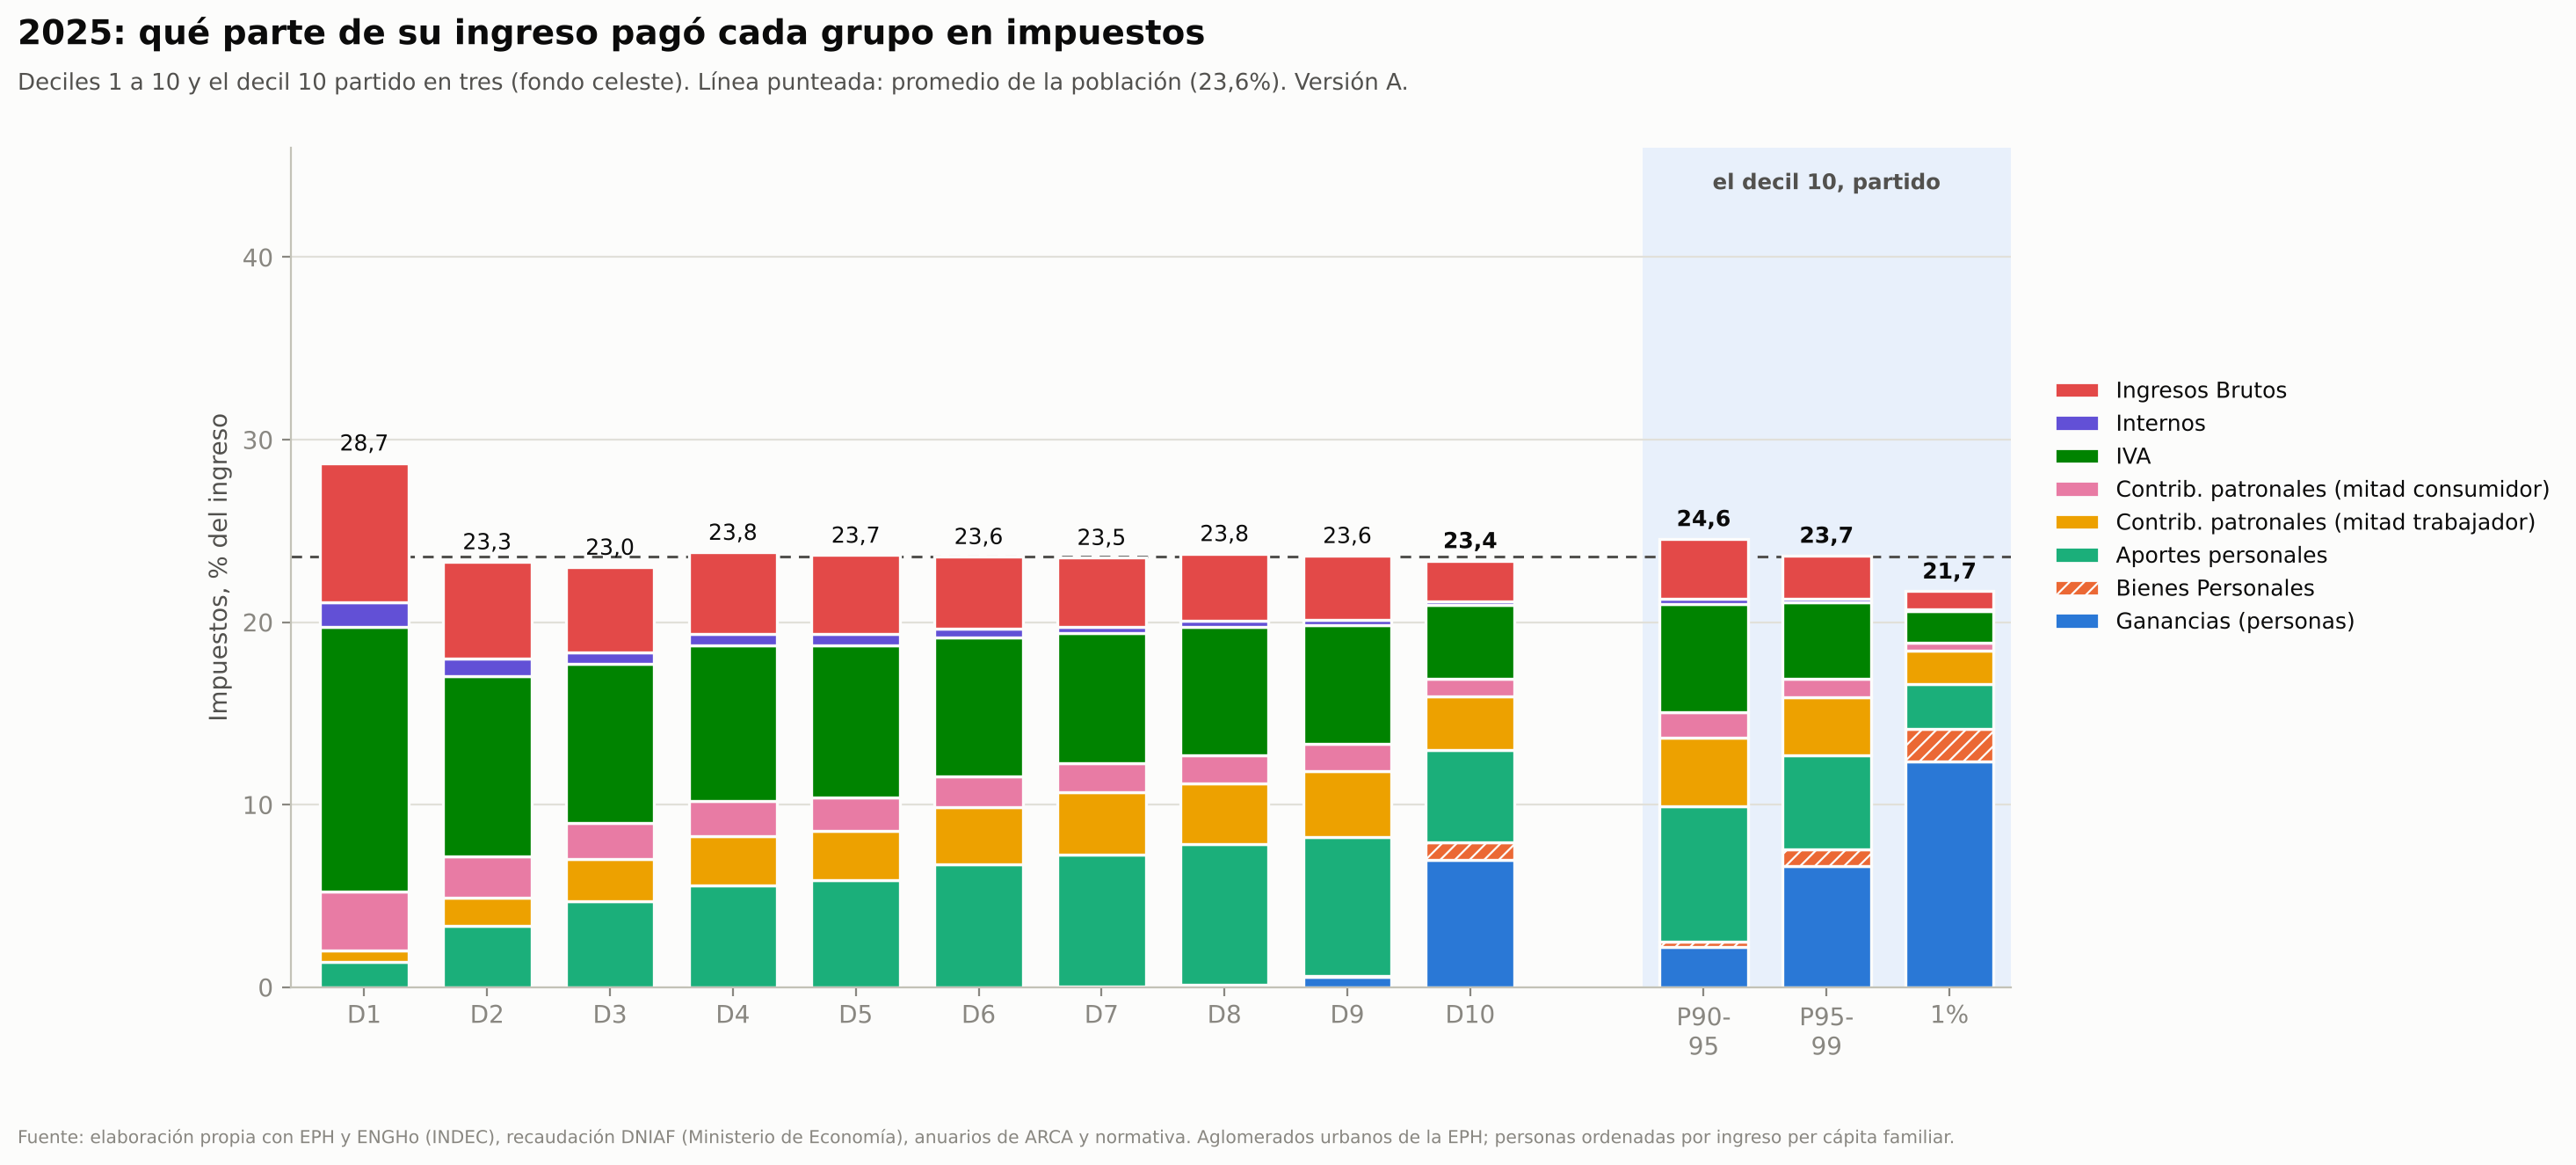 2025: qué parte de su ingreso pagó cada grupo en impuestos
Deciles 1 a 10 y el decil 10 partido en tres (fondo celeste). Línea punteada: promedio de la población (23,6%). Versión A.
el decil 10, partido
Impuestos, % del ingreso
40
30
20
10
0
28,7
23,3
23,0
23,8
23,7
23,6
23,5
23,8
23,6
23,4
24,6
23,7
21,7
D1
D2
D3
D4
D5
D6
D7
D8
D9
D10
P90-
95
P95-
99
1%
Ingresos Brutos
Internos
IVA
Contrib. patronales (mitad consumidor)
Contrib. patronales (mitad trabajador)
Aportes personales
Bienes Personales
Ganancias (personas)
Fuente: elaboración propia con EPH y ENGHo (INDEC), recaudación DNIAF (Ministerio de Economía), anuarios de ARCA y normativa. Aglomerados urbanos de la EPH; personas ordenadas por ingreso per cápita familiar.